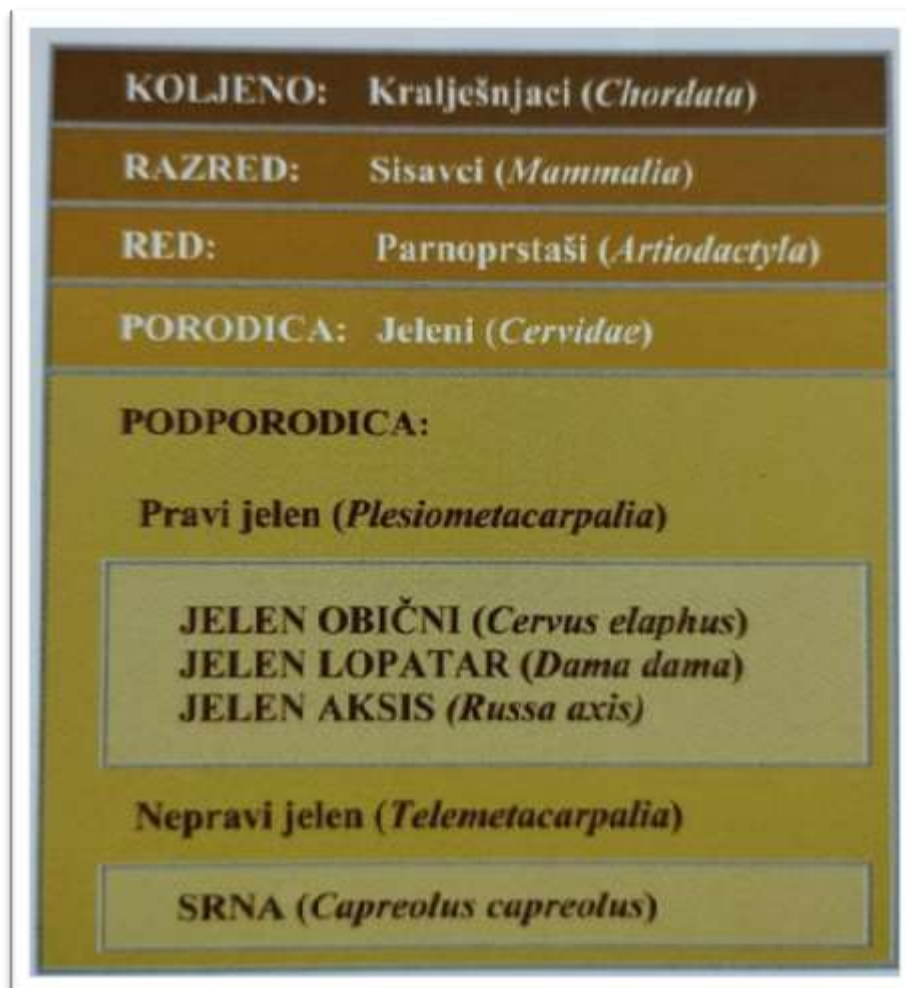 KOLJENO: Kralješnjaci (Chordata)
RAZRED: Sisavci (Mammalia)
RED: Parnoprstaši (Artiodactyla)
PORODICA: Jeleni (Cervidae)
PODPORODICA:
Pravi jelen (Plesiometacarpalia)
JELEN OBIČNI (Cervus elaphus)
JELEN LOPATAR (Dama dama)
JELEN AKSIS (Russa axis)
Nepravi jelen (Telemetacarpalia)
SRNA (Capreolus capreolus)